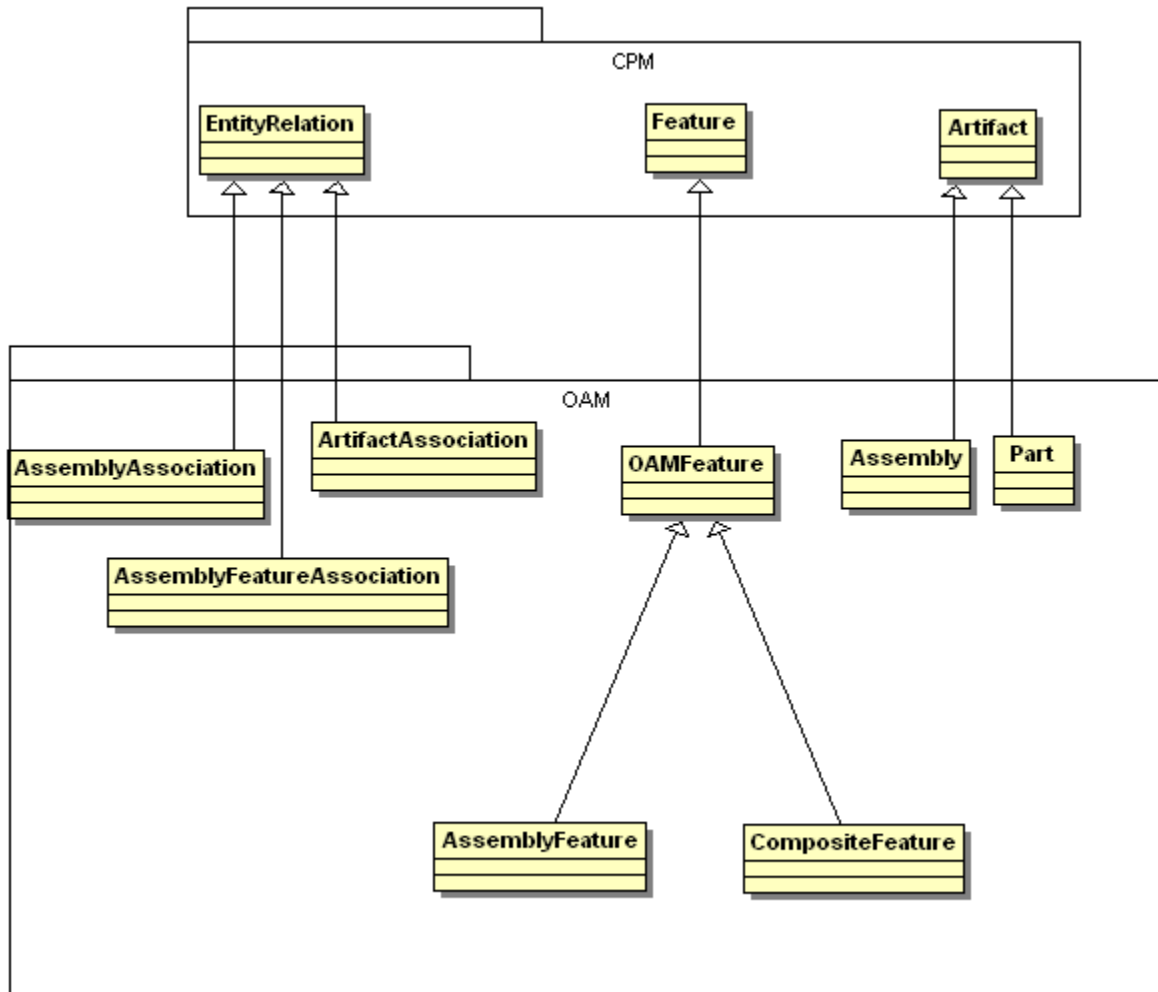 CPM
EntityRelation
Feature
Artifact
OAM
AssemblyAssociation
ArtifactAssociation
OAMFeature
Assembly
Part
AssemblyFeatureAssociation
AssemblyFeature
CompositeFeature